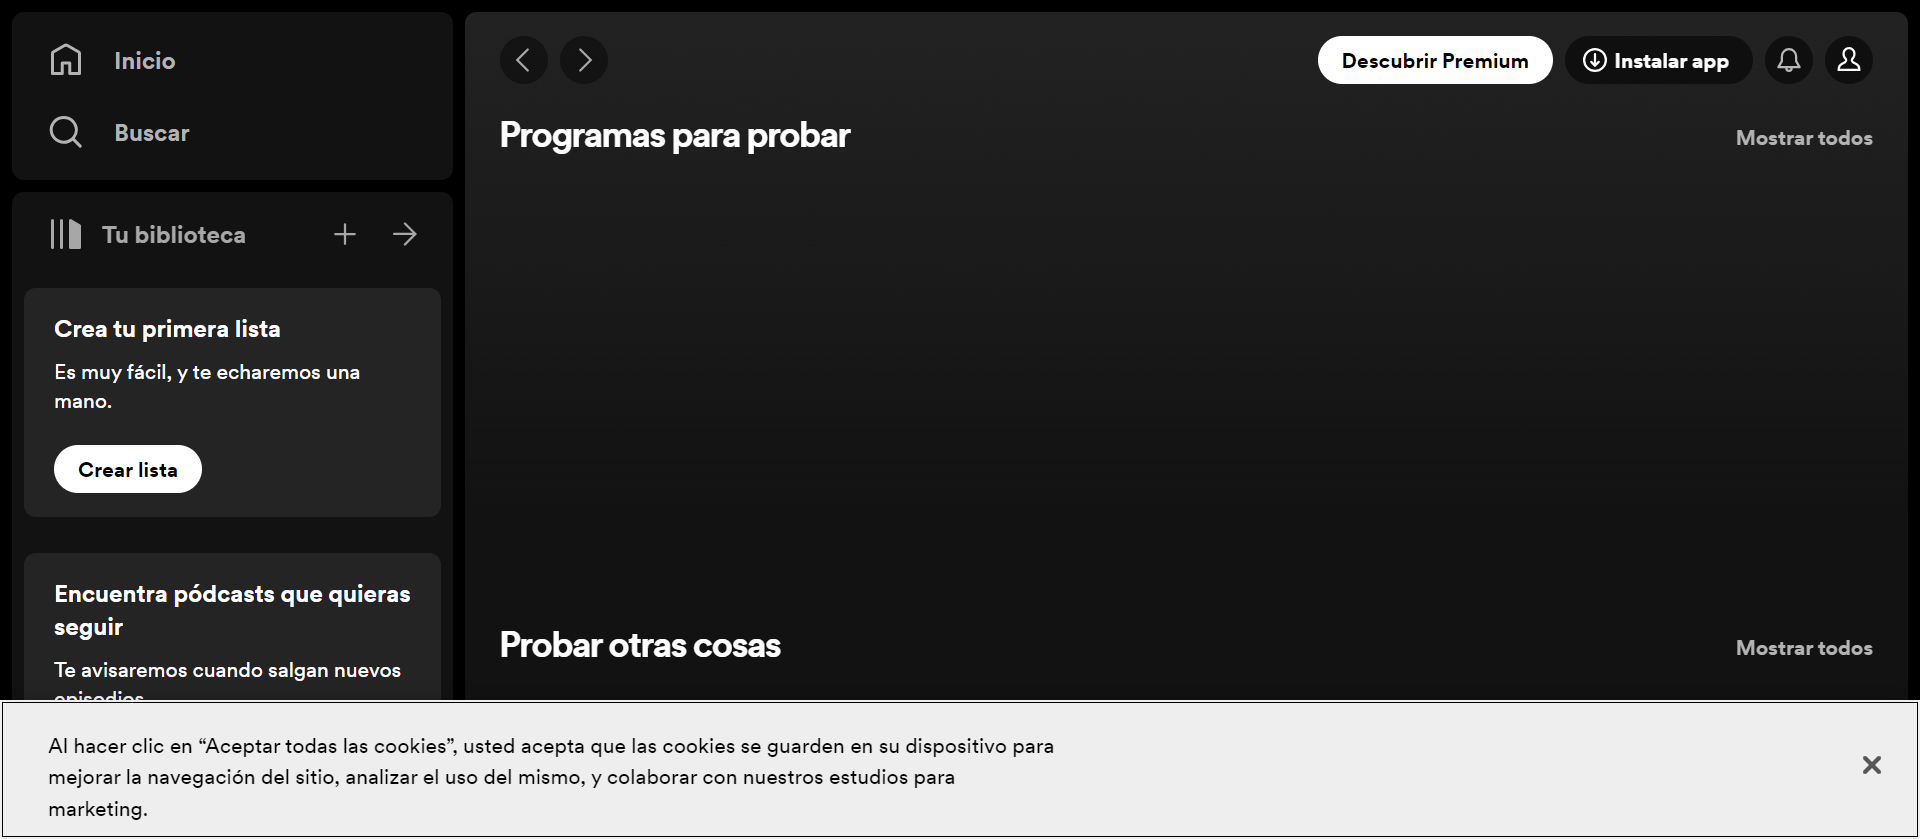 Inicio
Buscar
Tu biblioteca
Crea tu primera lista
Es muy fácil, y te echaremos una
mano.
Crear lista
Encuentra pódcasts que quieras
seguir
Te avisaremos cuando salgan nuevos
episodios
Descubrir Premium
Instalar app
Programas para probar
Mostrar todos
Probar otras cosas
Mostrar todos
Al hacer clic en “Aceptar todas las cookies”, usted acepta que las cookies se guarden en su dispositivo para
mejorar la navegación del sitio, analizar el uso del mismo, y colaborar con nuestros estudios para
marketing.